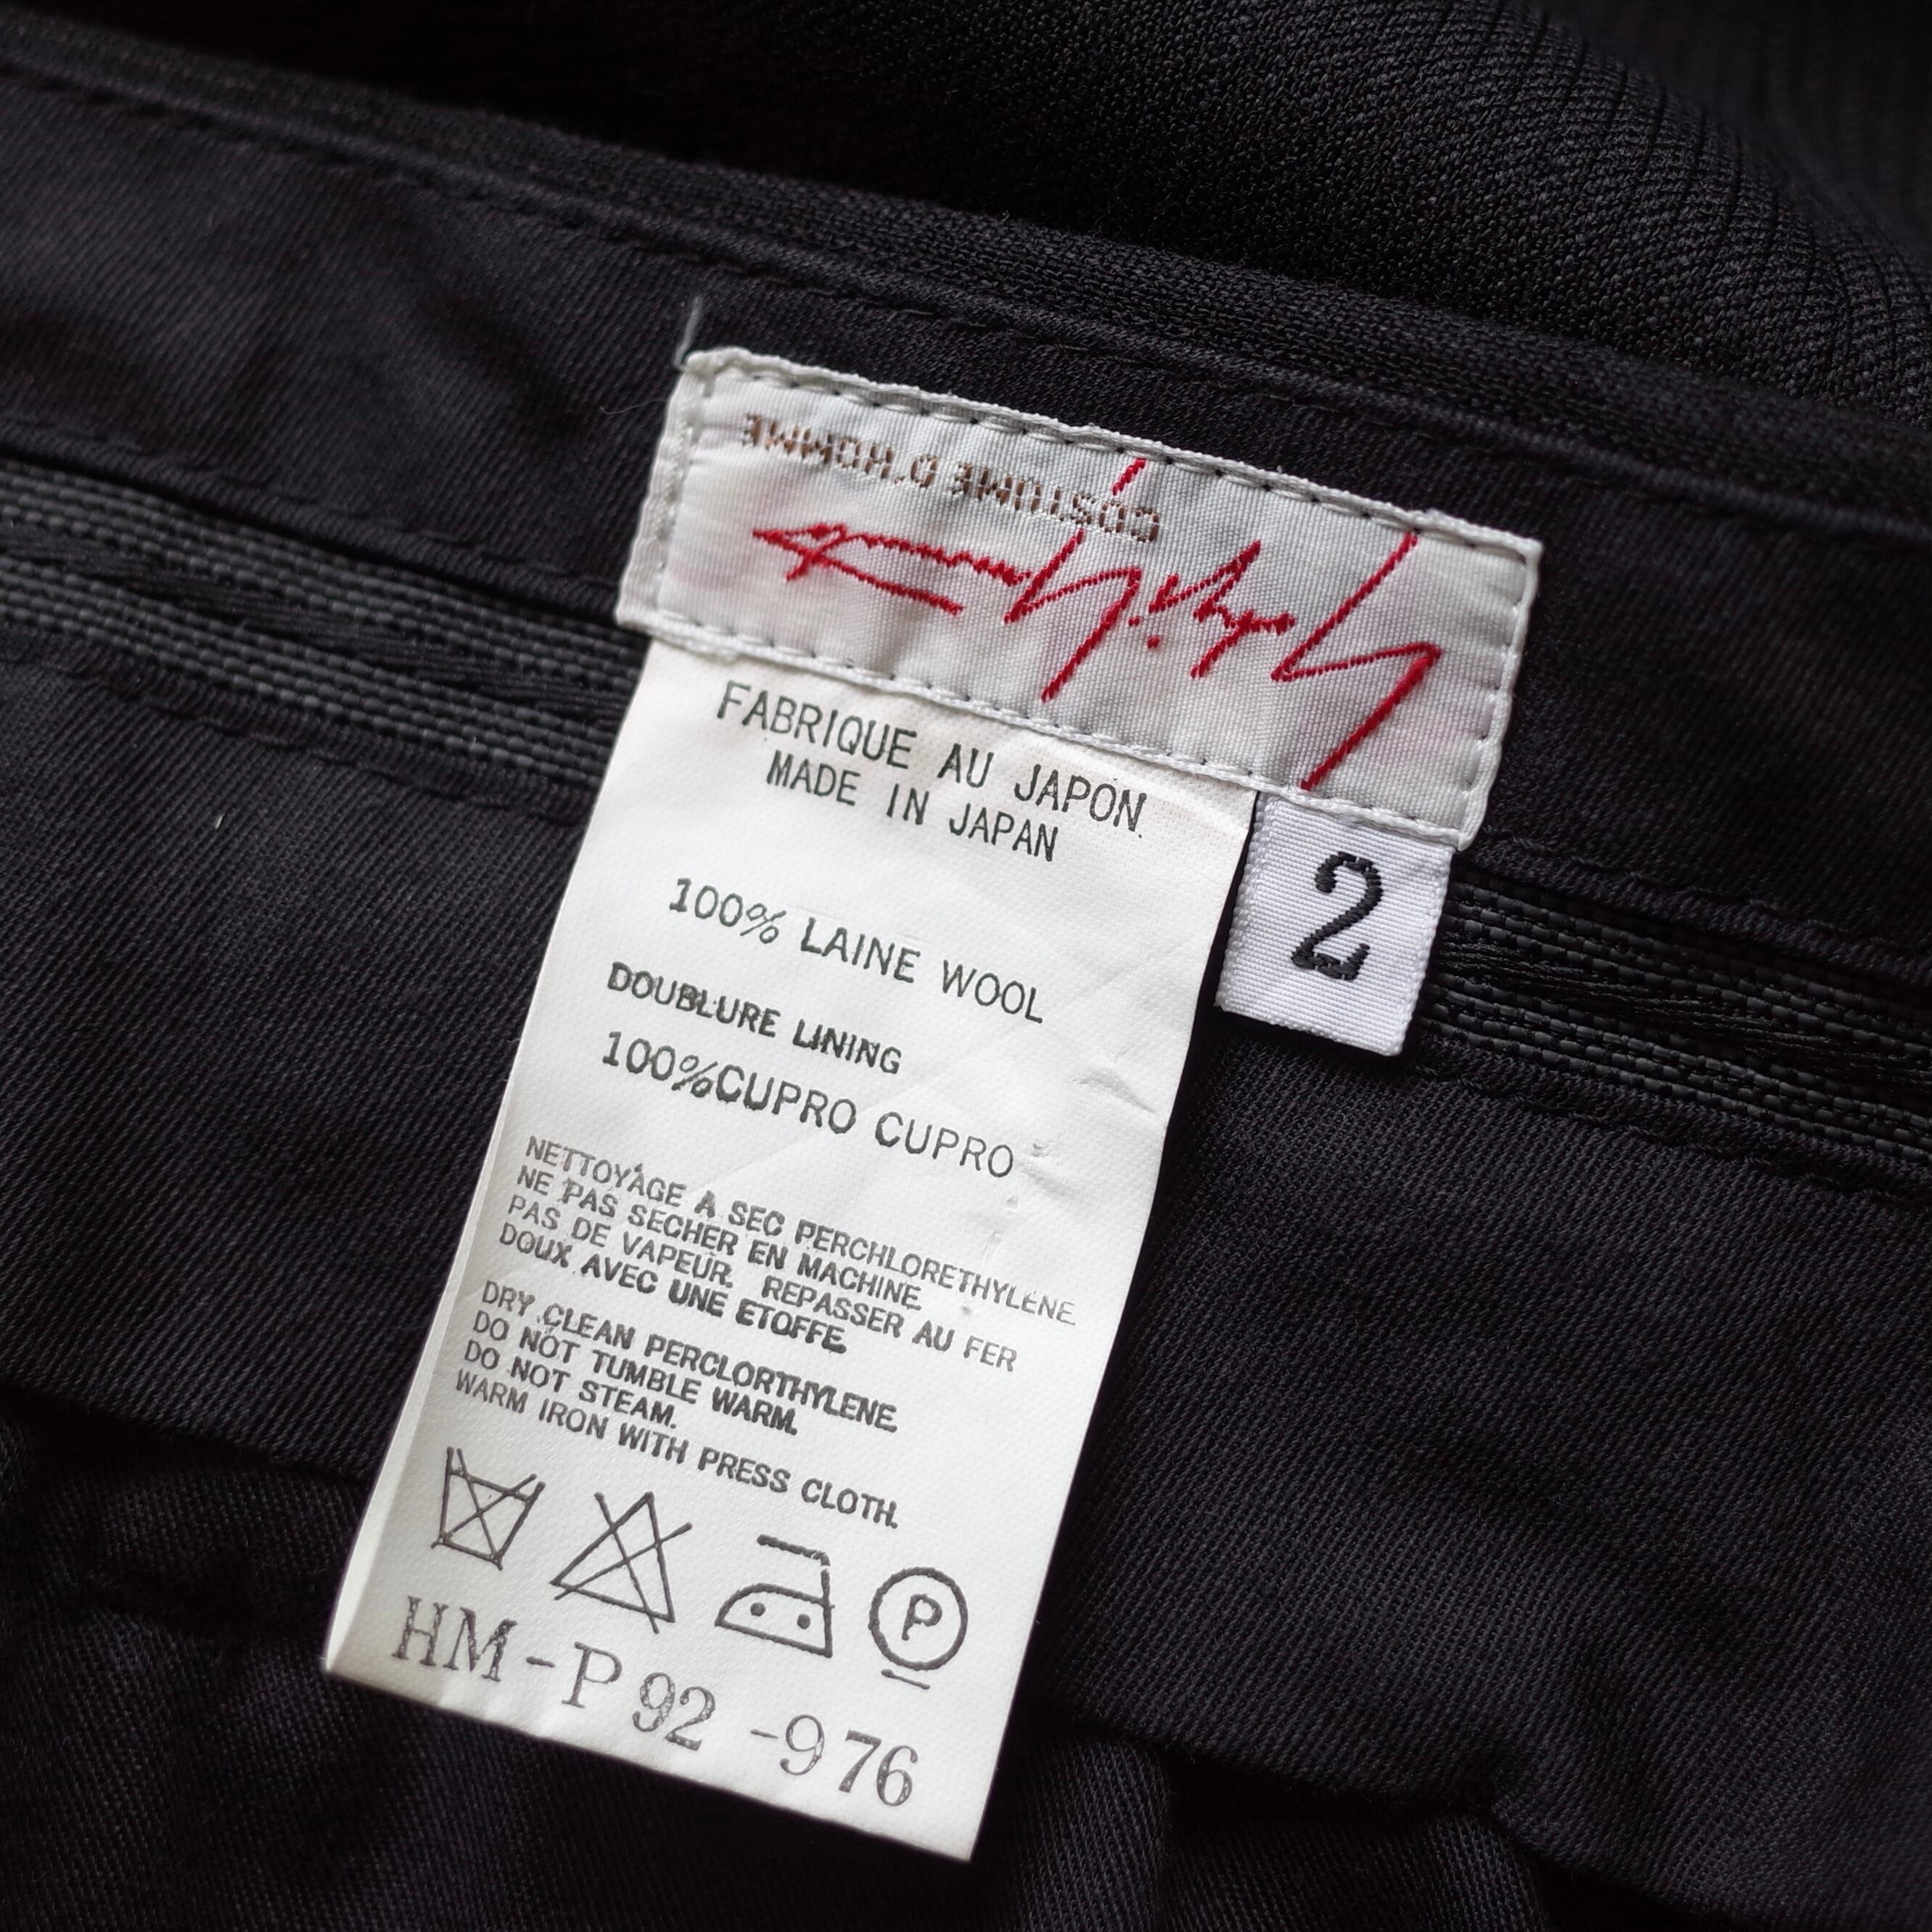 Yohji Yamamoto
COSTUME D'HOMME
FABRIQUE AU JAPON.
MADE IN JAPAN
2
100% LAINE WOOL
DOUBLURE LINING
100%CUPRO CUPRO
NETTOYAGE A SEC PERCHLORETHYLENE.
NE PAS SECHER EN MACHINE.
PAS DE VAPEUR. REPASSER AU FER
DOUX AVEC UNE ETOFFE.
DRY CLEAN PERCLORTHYLENE.
DO NOT TUMBLE WARM.
DO NOT STEAM.
WARM IRON WITH PRESS CLOTH.
P
HM-P92-976